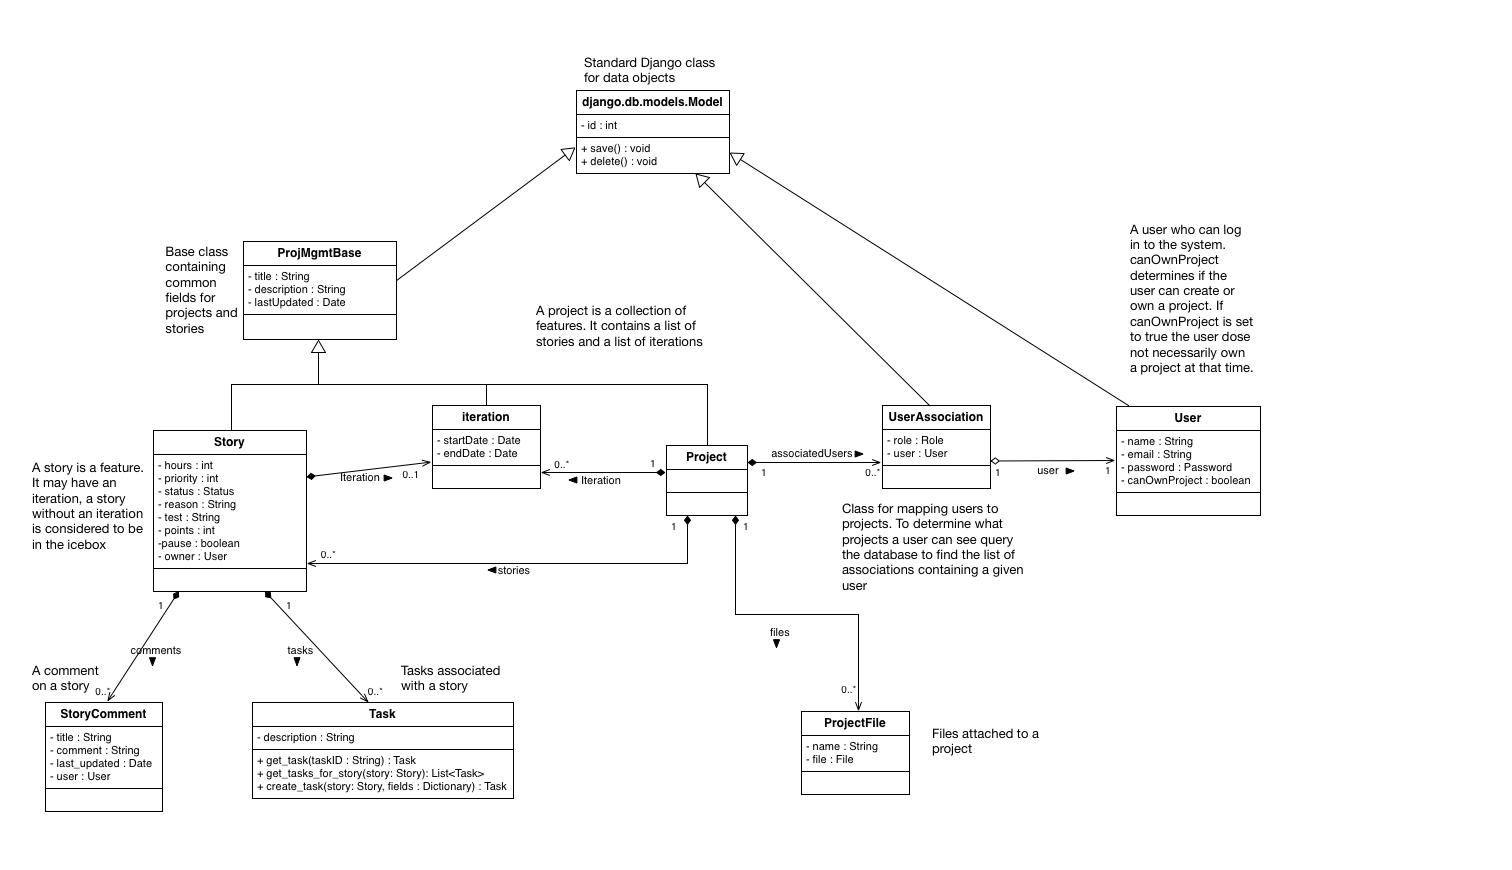 Standard Django class
for data objects
django.db.models.Model
- id : int
+ save() : void
+ delete() : void
Base class
containing
common
fields for
projects and
stories
ProjMgmtBase
- title : String
- description : String
- lastUpdated : Date
A project is a collection of
features. It contains a list of
stories and a list of iterations
A user who can log
in to the system.
canOwnProject
determines if the
user can create or
own a project. If
canOwnProject is set
to true the user dose
not necessarily own
a project at that time.
A story is a feature.
It may have an
iteration, a story
without an iteration
is considered to be
in the icebox
Story
- hours : int
- priority : int
- status : Status
- reason : String
- test : String
- points : int
-pause : boolean
- owner : User
Iteration
0..1
iteration
- startDate : Date
- endDate : Date
0..*
1
Iteration
Project
associatedUsers
1
0..*
UserAssociation
- role : Role
- user : User
1
user
1
User
- name : String
- email : String
- password : Password
- canOwnProject : boolean
Class for mapping users to
projects. To determine what
projects a user can see query
the database to find the list of
associations containing a given
user
1
1
0..*
stories
1
1
comments
tasks
files
A comment
on a story
0..*
0..*
Tasks associated
with a story
0..*
StoryComment
- title : String
- comment : String
- last_updated : Date
- user : User
Task
- description : String
+ get_task(taskID : String) : Task
+ get_tasks_for_story(story: Story): List<Task>
+ create_task(story: Story, fields : Dictionary) : Task
ProjectFile
- name : String
- file : File
Files attached to a
project